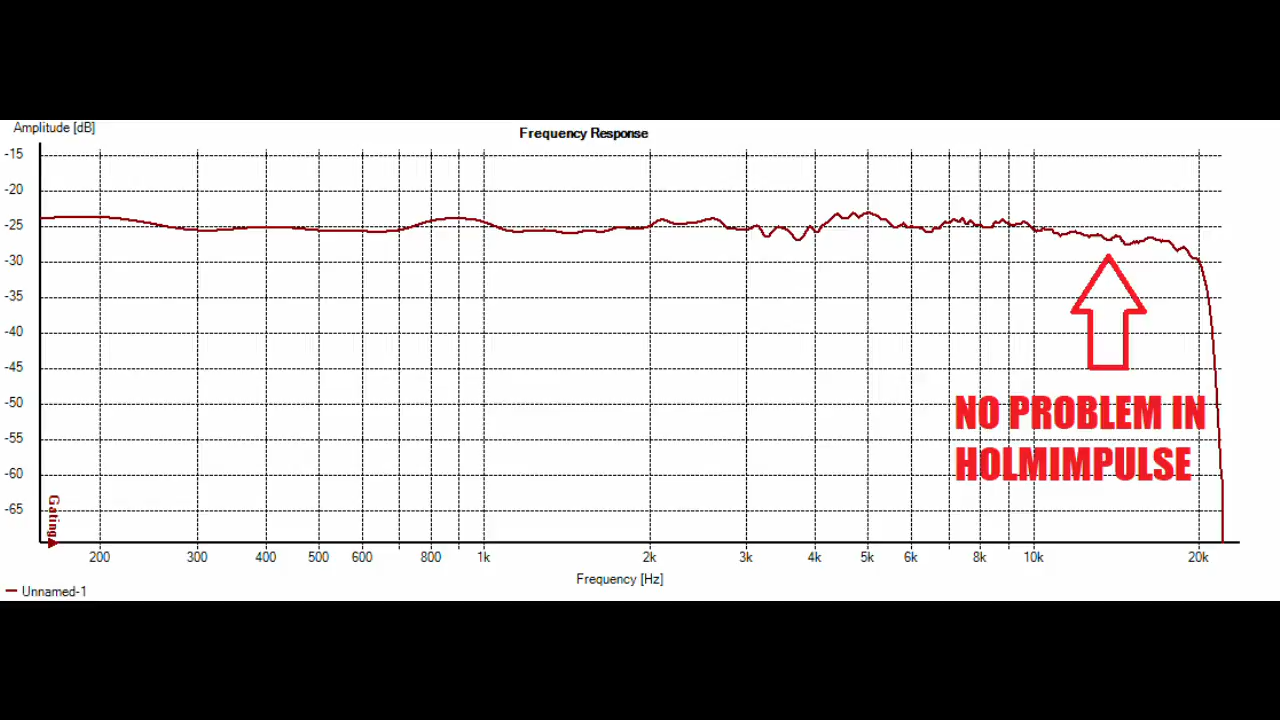 Amplitude [dB]
Frequency Response
-15
-20
-25
-30
-35
-40
-45
-50
-55
-60
-65
NO PROBLEM IN
HOLMIMPULSE
Gating
200 300 400 500 600 800 1k 2k 3k 4k 5k 6k 8k 10k 20k
Frequency [Hz]
Unnamed-1